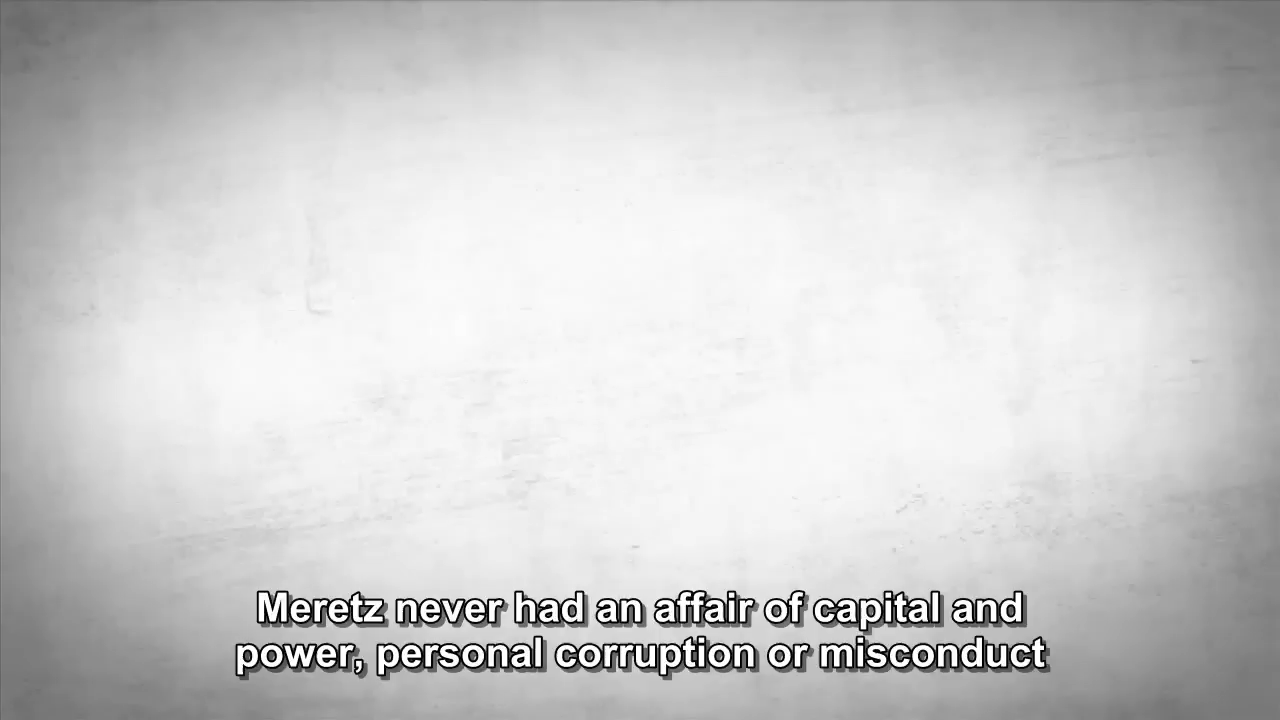 Meretz never had an affair of capital and
power, personal corruption or misconduct